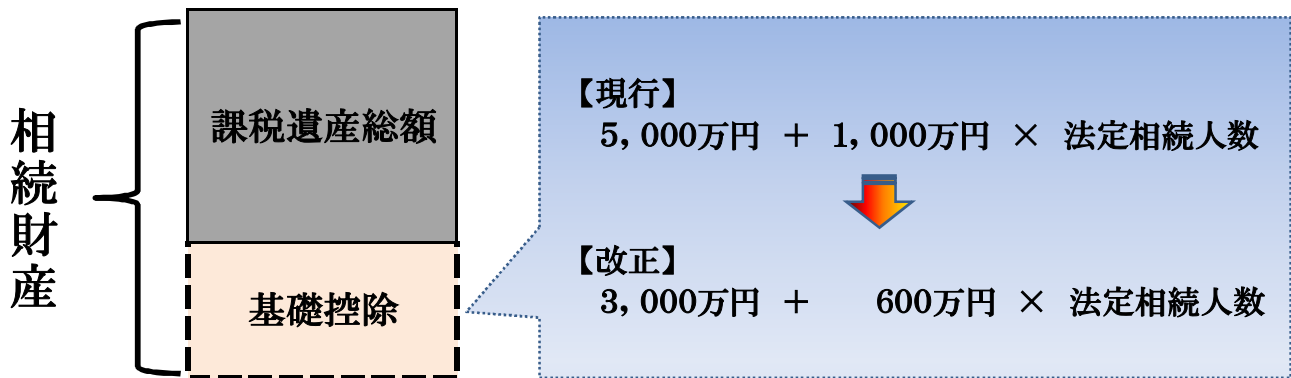 相続財産
課税遺産総額
基礎控除
【現行】
5,000万円 + 1,000万円 × 法定相続人数
【改正】
3,000万円 + 600万円 × 法定相続人数